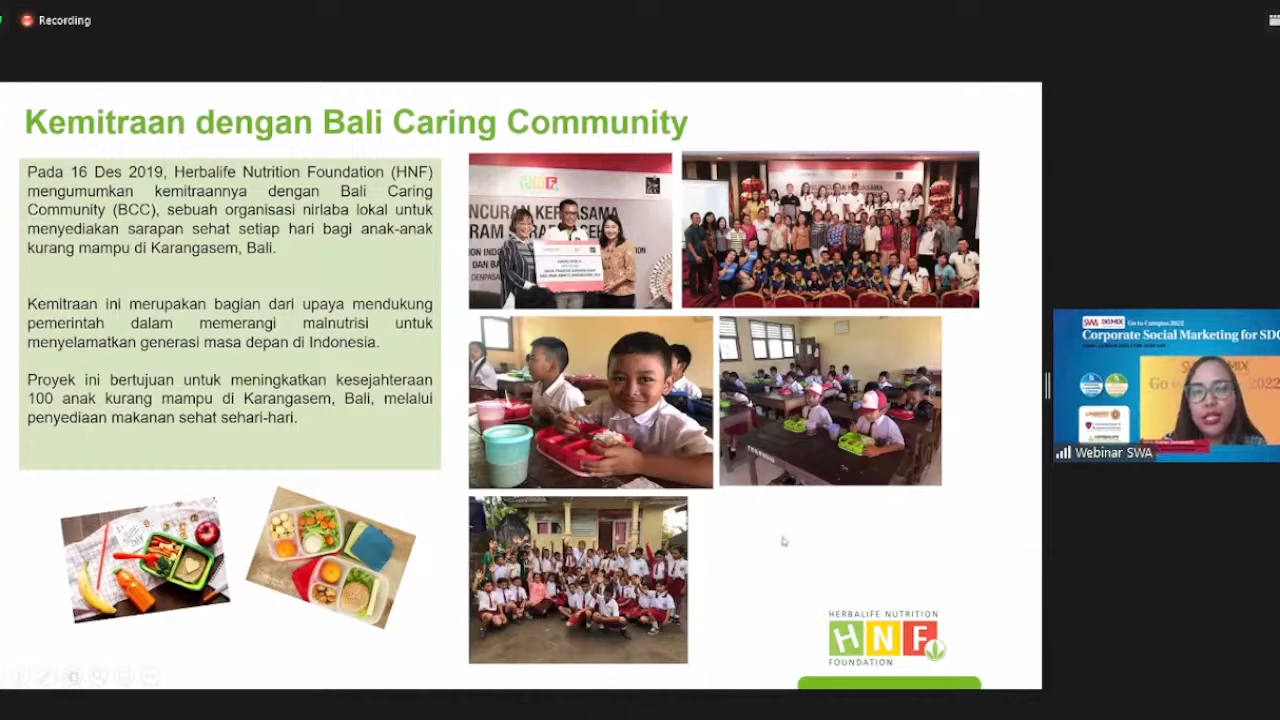 Recording
Kemitraan dengan Bali Caring Community
Pada 16 Des 2019, Herbalife Nutrition Foundation (HNF)
mengumumkan kemitraannya dengan Bali Caring
Community (BCC), sebuah organisasi nirlaba lokal untuk
menyediakan sarapan sehat setiap hari bagi anak-anak
kurang mampu di Karangasem, Bali.
Kemitraan ini merupakan bagian dari upaya mendukung
pemerintah dalam memerangi malnutrisi untuk
menyelamatkan generasi masa depan di Indonesia.
Proyek ini bertujuan untuk meningkatkan kesejahteraan
100 anak kurang mampu di Karangasem, Bali, melalui
penyediaan makanan sehat sehari-hari.
HNF
NCURAN KERJASAMA
HERBALIFE NUTRITION
HNF
FOUNDATION
SWA
Go to Campus 2022
Corporate Social Marketing for SDG
2022
Webinar SWA